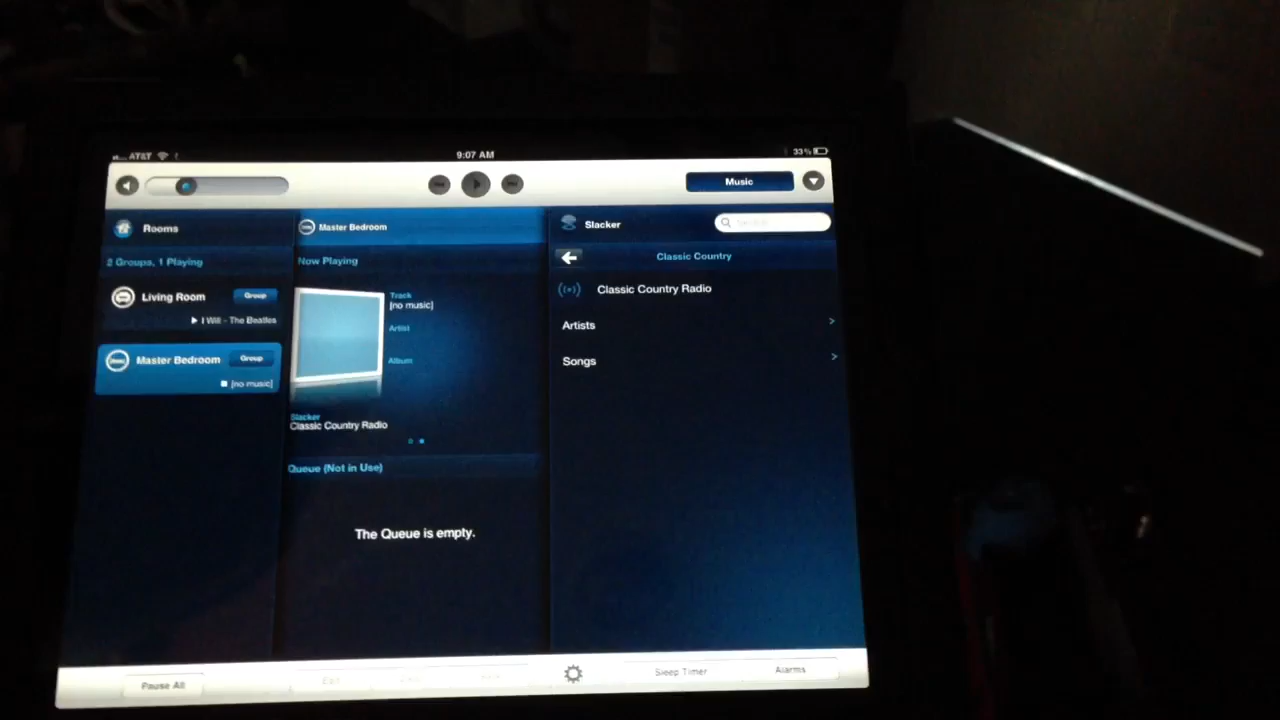 AT&T
9:07 AM
33%
Music
Rooms
2 Groups, 1 Playing
Living Room
Group
I Will - The Beatles
Master Bedroom
Group
[no music]
Master Bedroom
Now Playing
Track
[no music]
Artist
Album
Slacker
Classic Country Radio
Queue (Not in Use)
The Queue is empty.
Slacker
Search
Classic Country
Classic Country Radio
Artists
Songs
Pause All
Edit
Sleep Timer
Alarms